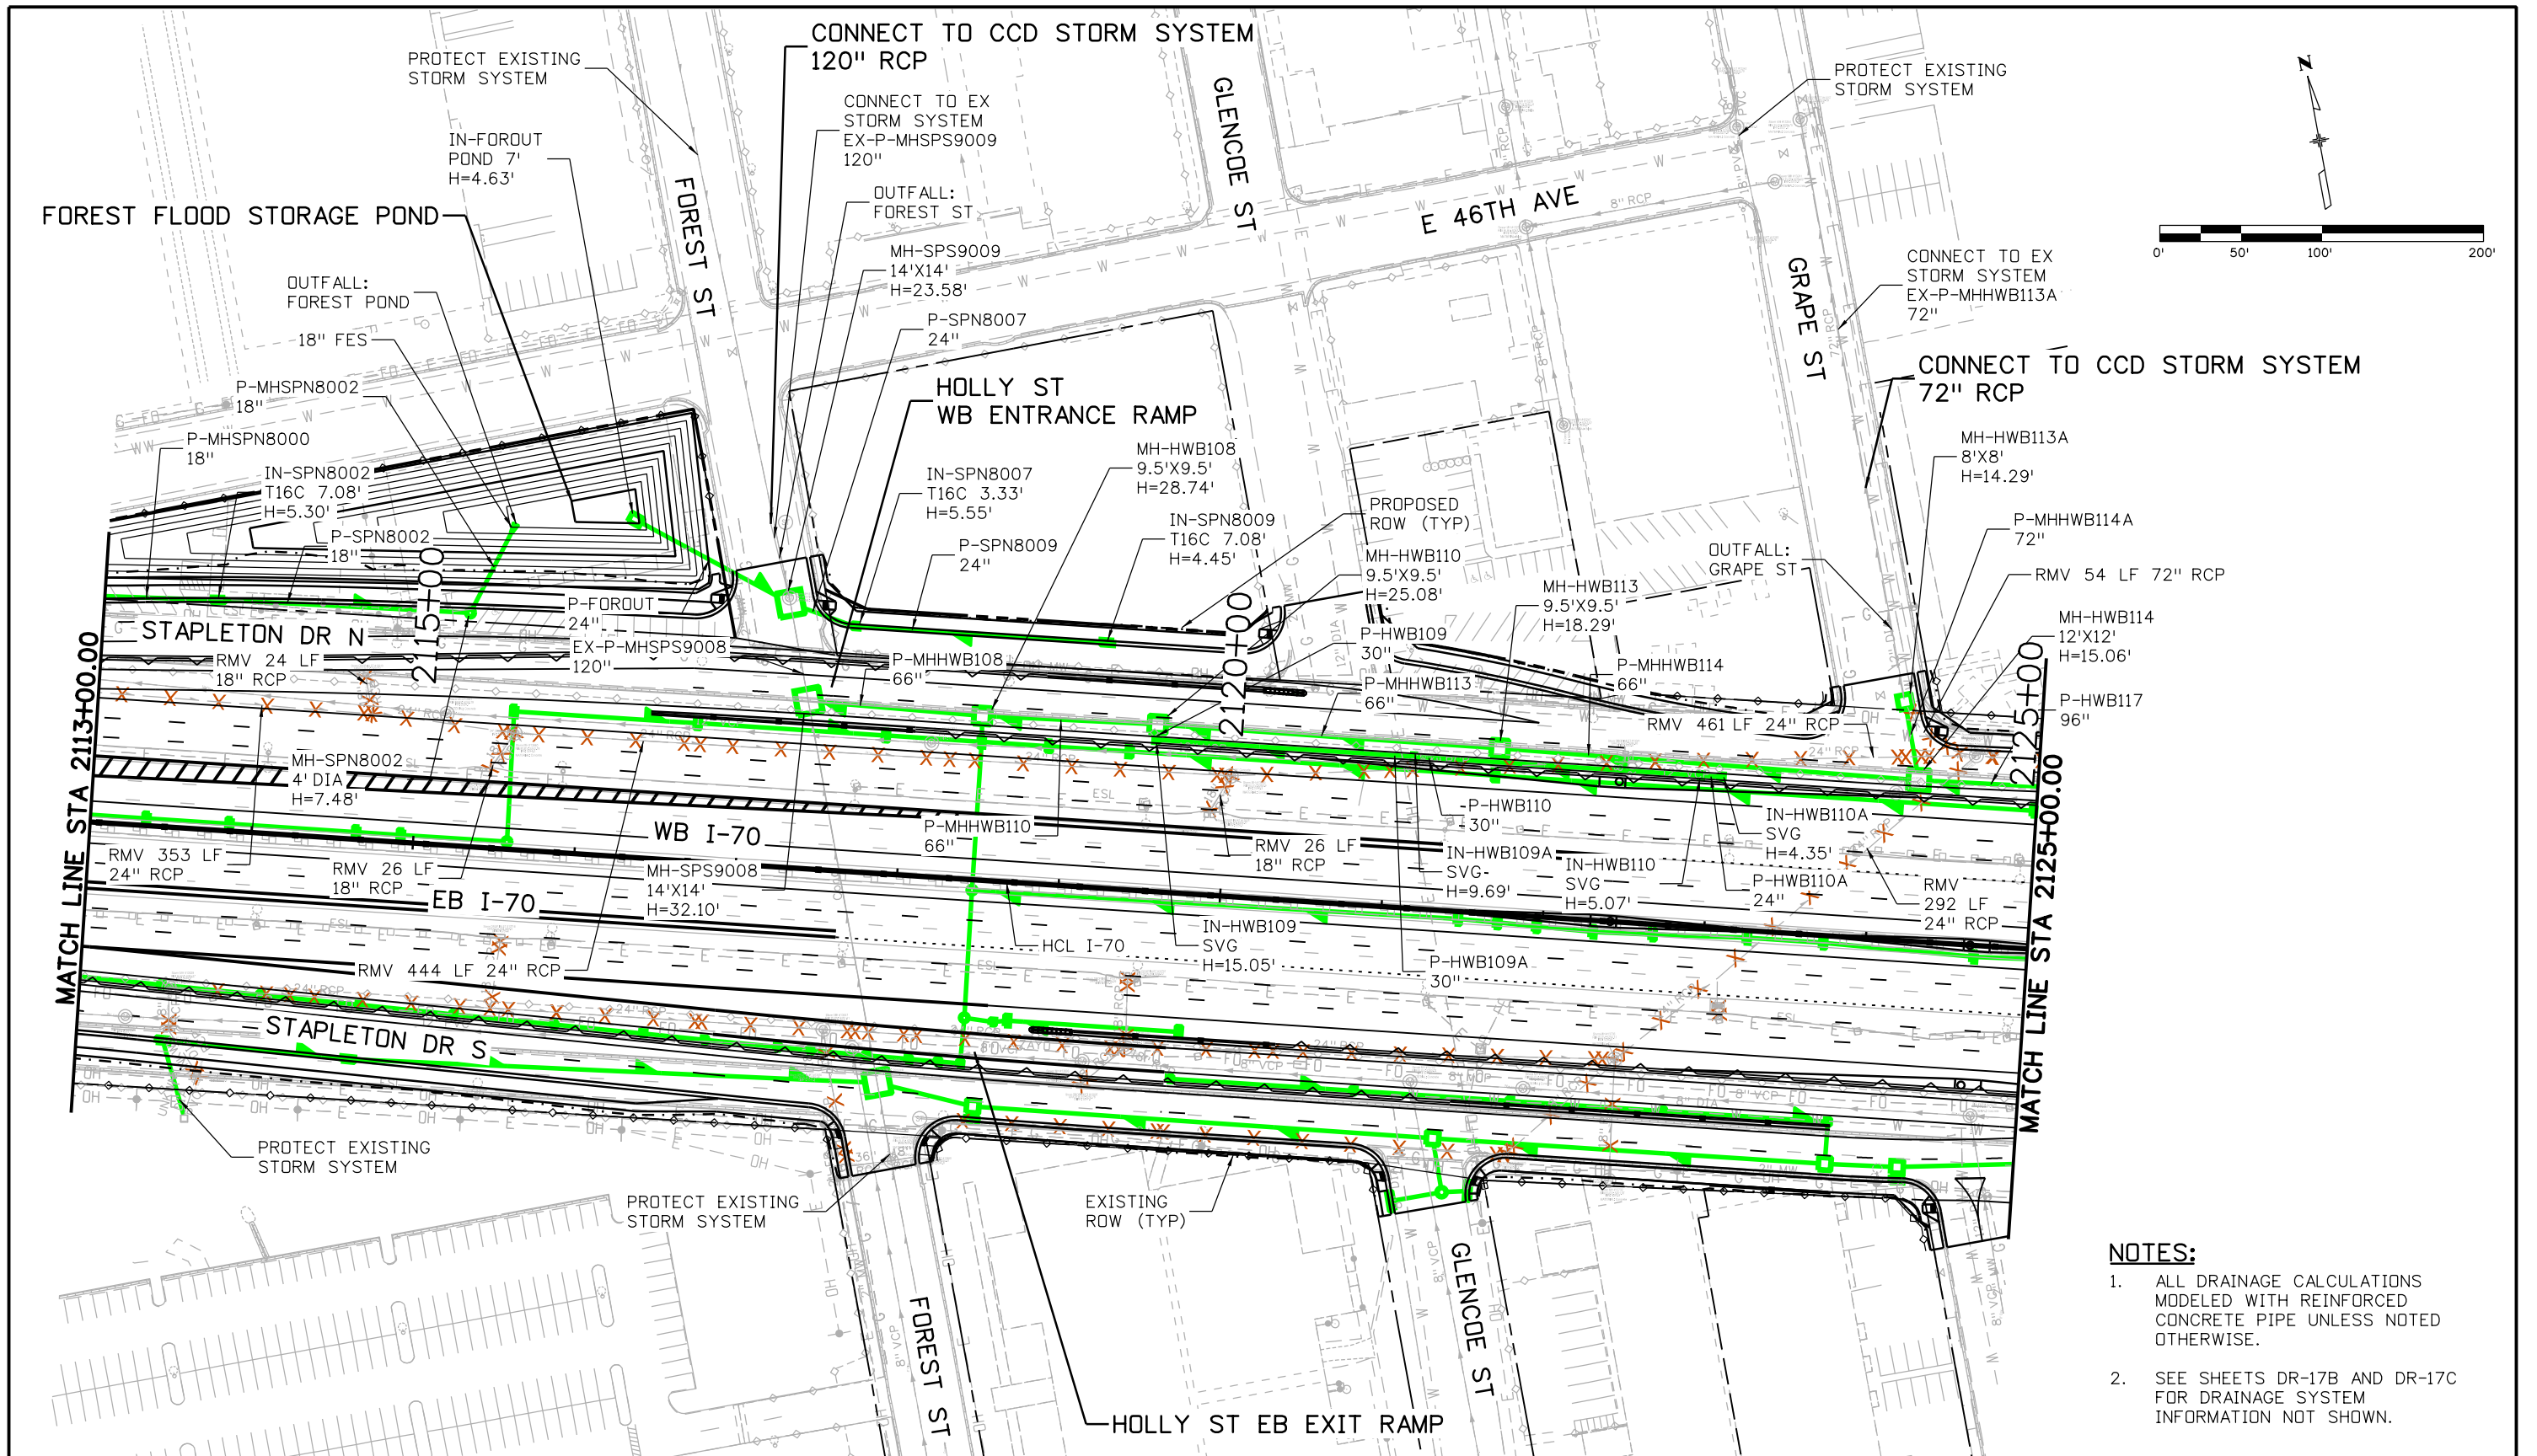 CONNECT TO CCD STORM SYSTEM
120" RCP
PROTECT EXISTING
STORM SYSTEM
CONNECT TO EX
STORM SYSTEM
EX-P-MHSPS9009
120"
IN-FOROUT
POND 7'
H=4.63'
OUTFALL:
FOREST ST
FOREST FLOOD STORAGE POND
MH-SPS9009
14'X14'
H=23.58'
OUTFALL:
FOREST POND
P-SPN8007
24"
18" FES
P-MHSPN8002
18"
HOLLY ST
WB ENTRANCE RAMP
P-MHSPN8000
18"
IN-SPN8002
T16C 7.08'
H=5.30'
P-SPN8002
18"
IN-SPN8007
T16C 3.33'
H=5.55'
P-SPN8009
24"
MH-HWB108
9.5'X9.5'
H=28.74'
IN-SPN8009
T16C 7.08'
H=4.45'
PROPOSED
ROW (TYP)
MH-HWB110
9.5'X9.5'
H=25.08'
MH-HWB113
9.5'X9.5'
H=18.29'
P-HWB109
30"
P-MHHWB113
66"
P-MHHWB114
66"
RMV 461 LF 24" RCP
FOREST ST
GLENCOE ST
E 46TH AVE
8" RCP
GRAPE ST
72" RCP
PROTECT EXISTING
STORM SYSTEM
N
0'
50'
100'
200'
CONNECT TO EX
STORM SYSTEM
EX-P-MHHWB113A
72"
CONNECT TO CCD STORM SYSTEM
72" RCP
MH-HWB113A
8'X8'
H=14.29'
P-MHHWB114A
72"
OUTFALL:
GRAPE ST
RMV 54 LF 72" RCP
MH-HWB114
12'X12'
H=15.06'
P-HWB117
96"
MATCH LINE STA 2113+00.00
STAPLETON DR N
2115+00
2120+00
2125+00
RMV 24 LF
18" RCP
P-FOROUT
24"
EX-P-MHSPS9008
120"
P-MHHWB108
66"
MH-SPN8002
4' DIA
H=7.48'
WB I-70
P-MHHWB110
66"
RMV 353 LF
24" RCP
RMV 26 LF
18" RCP
MH-SPS9008
14'X14'
H=32.10'
EB I-70
HCL I-70
IN-HWB109
SVG
H=15.05'
RMV 26 LF
18" RCP
P-HWB110
30"
IN-HWB109A
SVG
H=9.69'
IN-HWB110
SVG
H=5.07'
IN-HWB110A
SVG
H=4.35'
P-HWB110A
24"
RMV
292 LF
24" RCP
P-HWB109A
30"
RMV 444 LF 24" RCP
STAPLETON DR S
MATCH LINE STA 2125+00.00
PROTECT EXISTING
STORM SYSTEM
PROTECT EXISTING
STORM SYSTEM
EXISTING
ROW (TYP)
FOREST ST
GLENCOE ST
HOLLY ST EB EXIT RAMP
NOTES:
1. ALL DRAINAGE CALCULATIONS
MODELED WITH REINFORCED
CONCRETE PIPE UNLESS NOTED
OTHERWISE.
2. SEE SHEETS DR-17B AND DR-17C
FOR DRAINAGE SYSTEM
INFORMATION NOT SHOWN.